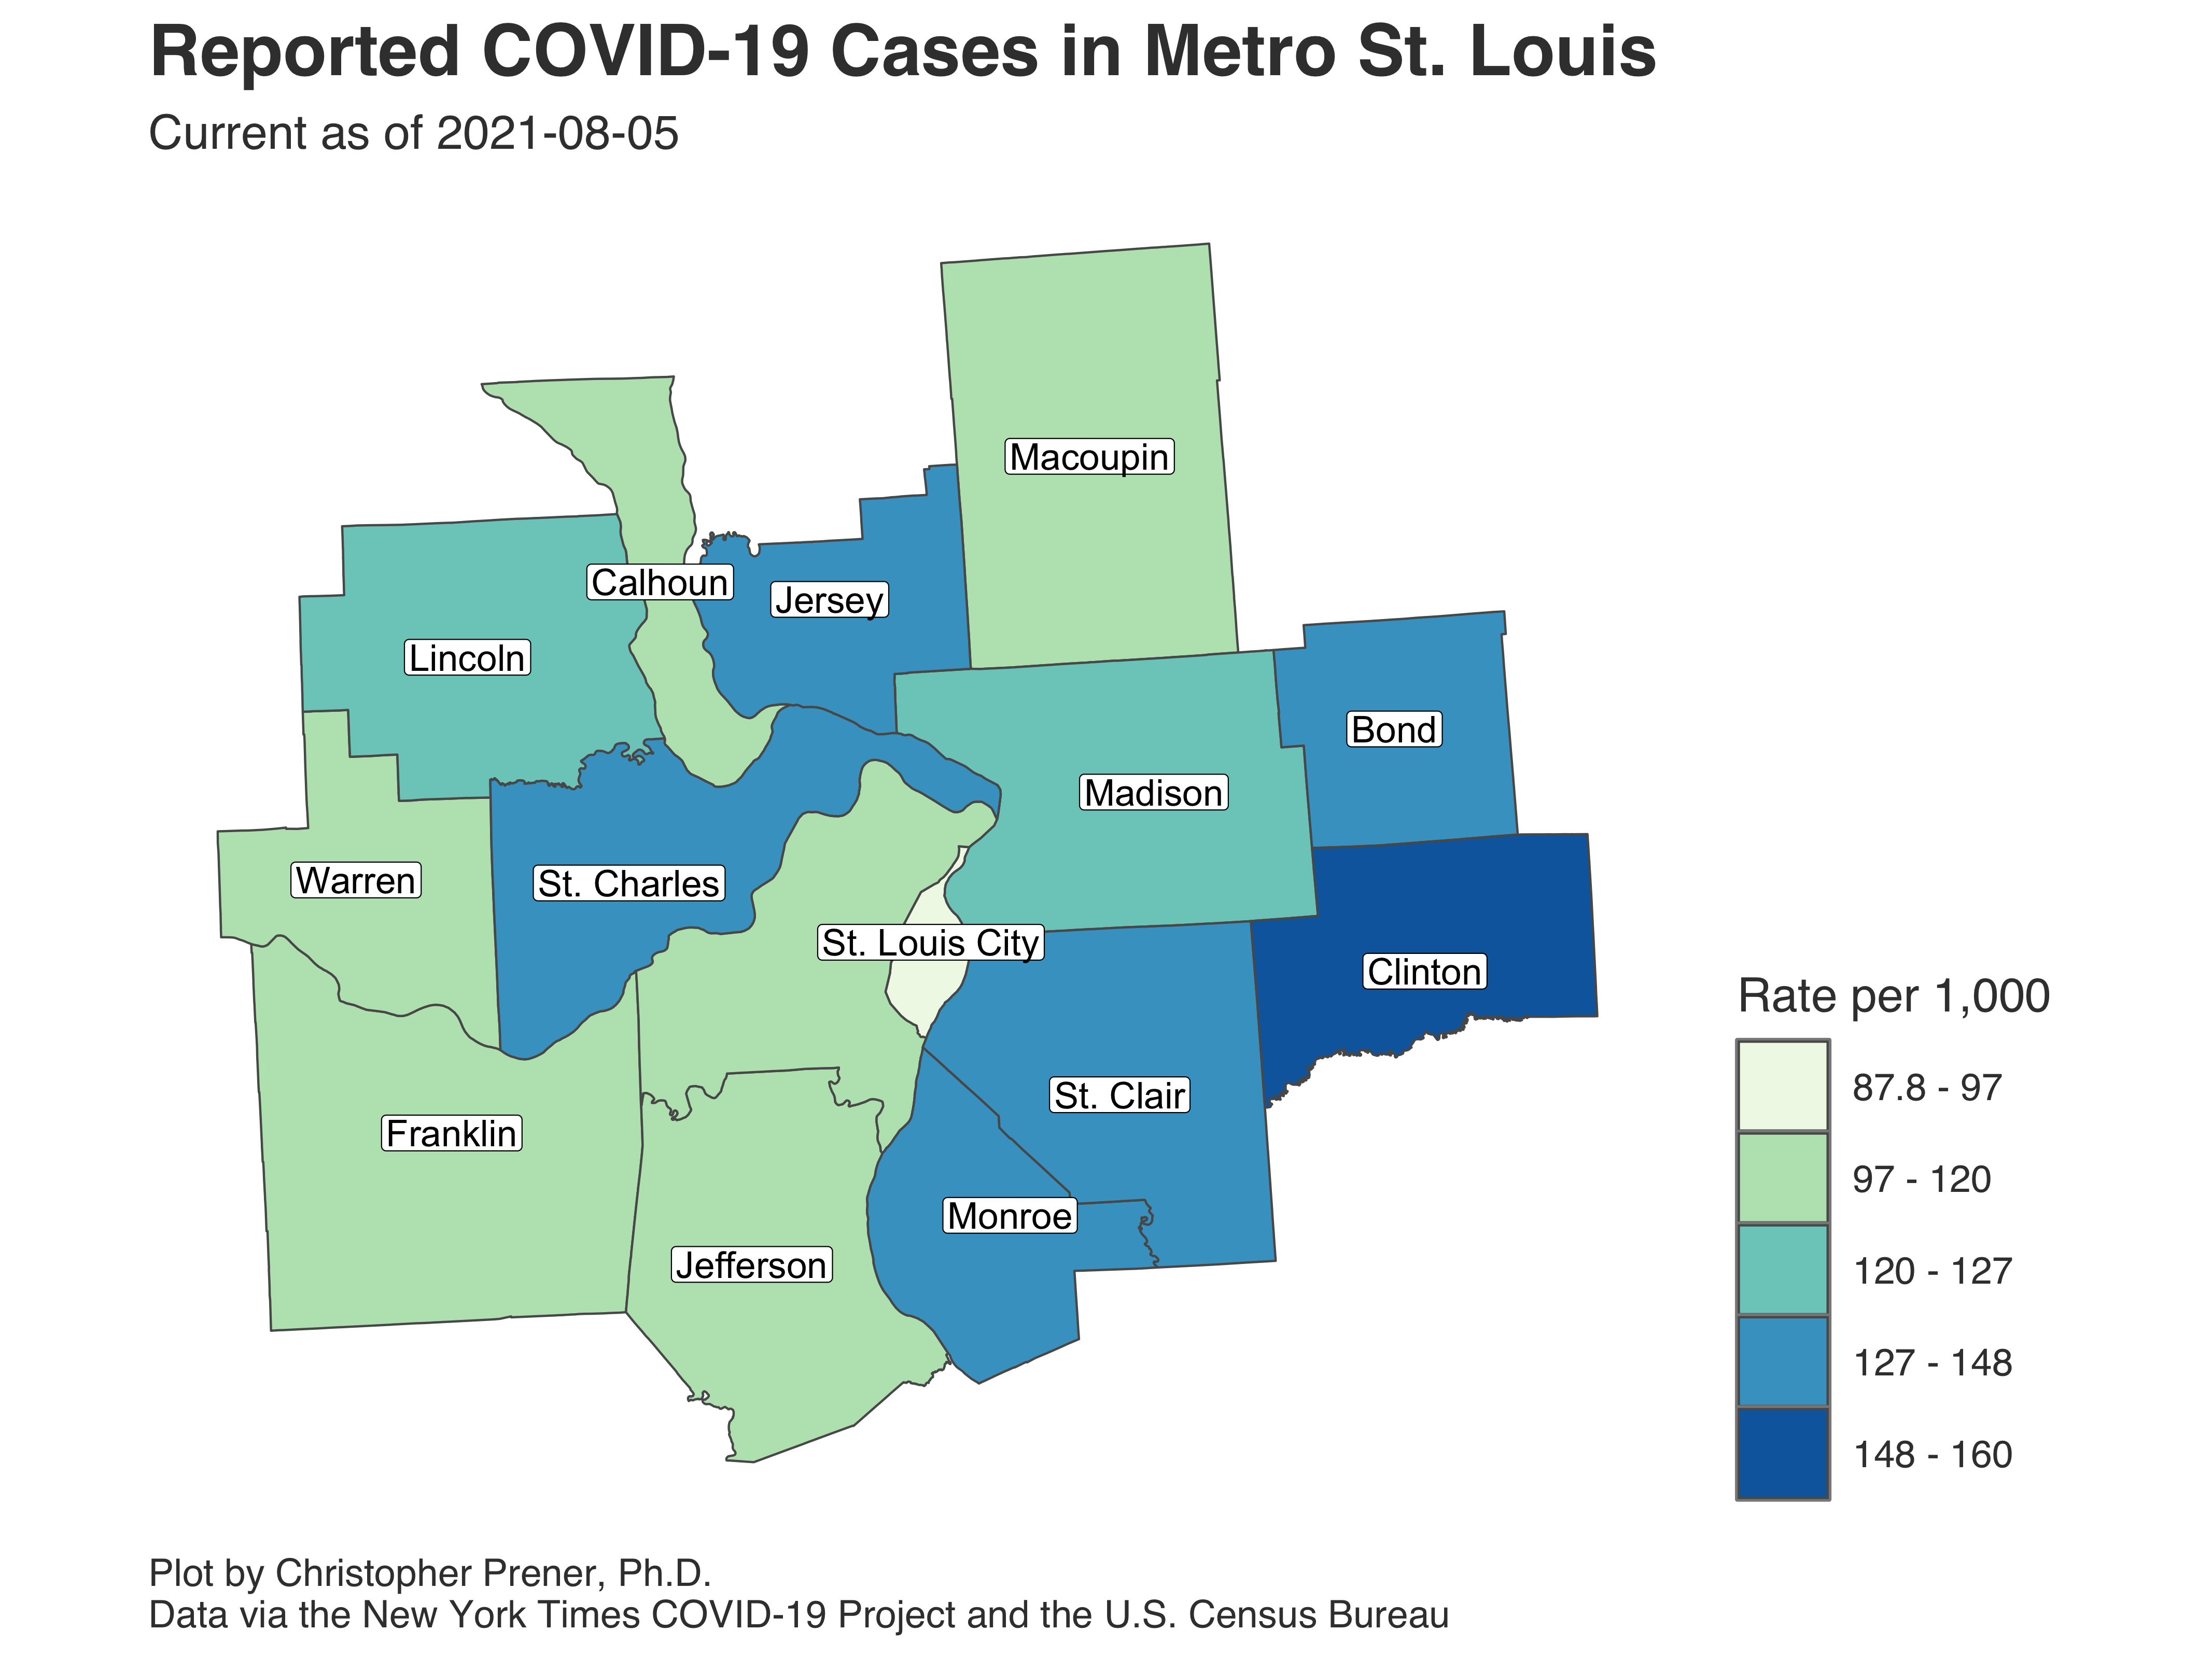 Reported COVID-19 Cases in Metro St. Louis
Current as of 2021-08-05
Macoupin
Calhoun
Jersey
Lincoln
Bond
Madison
Warren
St. Charles
St. Louis City
Clinton
St. Clair
Franklin
Monroe
Jefferson
Rate per 1,000
87.8 - 97
97 - 120
120 - 127
127 - 148
148 - 160
Plot by Christopher Prener, Ph.D.
Data via the New York Times COVID-19 Project and the U.S. Census Bureau